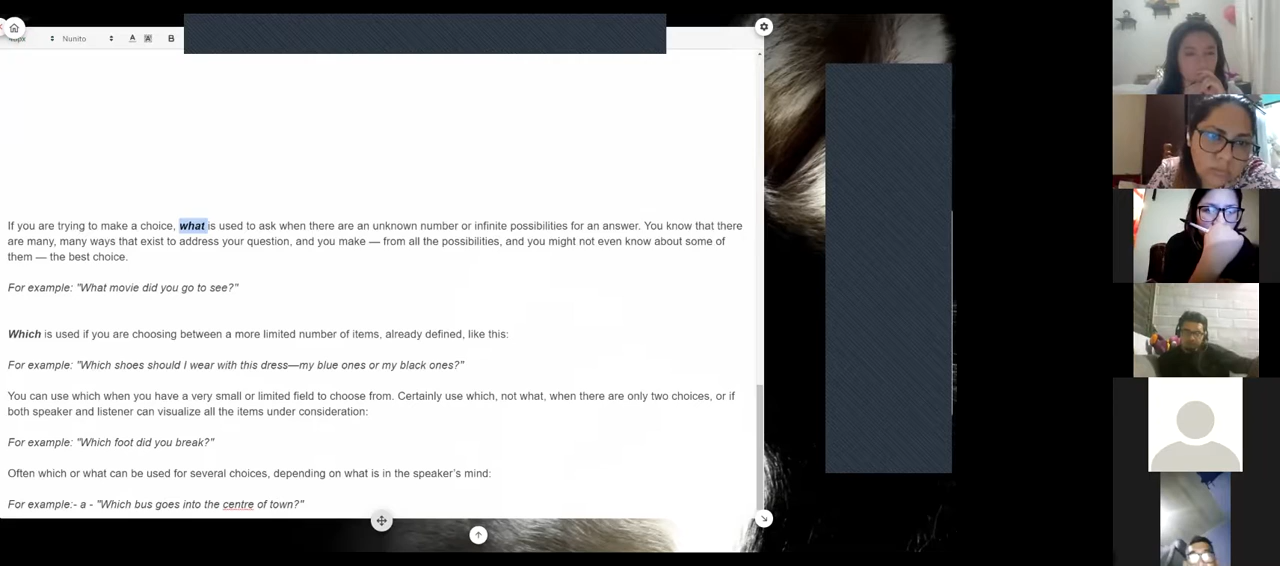 Nunito
A A B
If you are trying to make a choice, what is used to ask when there are an unknown number or infinite possibilities for an answer. You know that there
are many, many ways that exist to address your question, and you make — from all the possibilities, and you might not even know about some of
them — the best choice.
For example: "What movie did you go to see?"
Which is used if you are choosing between a more limited number of items, already defined, like this:
For example: "Which shoes should I wear with this dress—my blue ones or my black ones?"
You can use which when you have a very small or limited field to choose from. Certainly use which, not what, when there are only two choices, or if
both speaker and listener can visualize all the items under consideration:
For example: "Which foot did you break?"
Often which or what can be used for several choices, depending on what is in the speaker's mind:
For example:- a - "Which bus goes into the centre of town?"